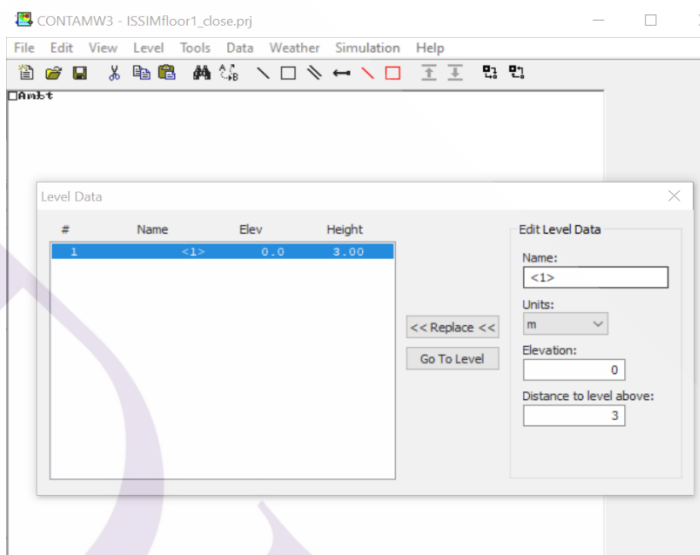 CONTAMW3 - ISSIMfloor1_close.prj
File Edit View Level Tools Data Weather Simulation Help
Ambt
Level Data
# Name Elev Height
1 <1> 0.0 3.00
Edit Level Data
Name:
<1>
Units:
m
<< Replace <<
Go To Level
Elevation:
0
Distance to level above:
3